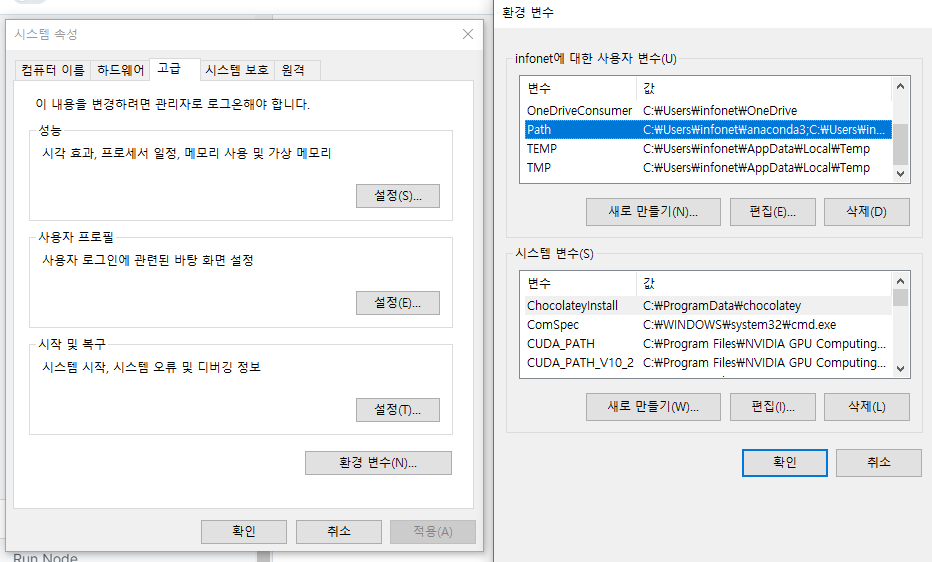 시스템 속성
컴퓨터 이름
하드웨어
고급
시스템 보호
원격
이 내용을 변경하려면 관리자로 로그온해야 합니다.
성능
시각 효과, 프로세서 일정, 메모리 사용 및 가상 메모리
설정(S)...
사용자 프로필
사용자 로그인에 관련된 바탕 화면 설정
설정(E)...
시작 및 복구
시스템 시작, 시스템 오류 및 디버깅 정보
설정(T)...
환경 변수(N)...
확인
취소
적용(A)
Run Node
환경 변수
infonet에 대한 사용자 변수(U)
변수 값
OneDriveConsumer C:₩Users₩infonet₩OneDrive
Path C:₩Users₩infonet₩anaconda3;C:₩Users₩in...
TEMP C:₩Users₩infonet₩AppData₩Local₩Temp
TMP C:₩Users₩infonet₩AppData₩Local₩Temp
새로 만들기(N)...
편집(E)...
삭제(D)
시스템 변수(S)
변수 값
ChocolateyInstall C:₩ProgramData₩chocolatey
ComSpec C:₩WINDOWS₩system32₩cmd.exe
CUDA_PATH C:₩Program Files₩NVIDIA GPU Computing...
CUDA_PATH_V10_2 C:₩Program Files₩NVIDIA GPU Computing...
새로 만들기(W)...
편집(I)...
삭제(L)
확인
취소